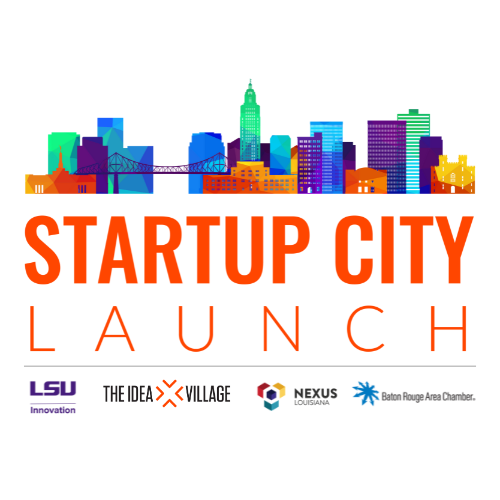 STARTUP CITY
LAUNCH
LSU
Innovation
THE IDEA VILLAGE
NEXUS
LOUISIANA
Baton Rouge Area Chamber.